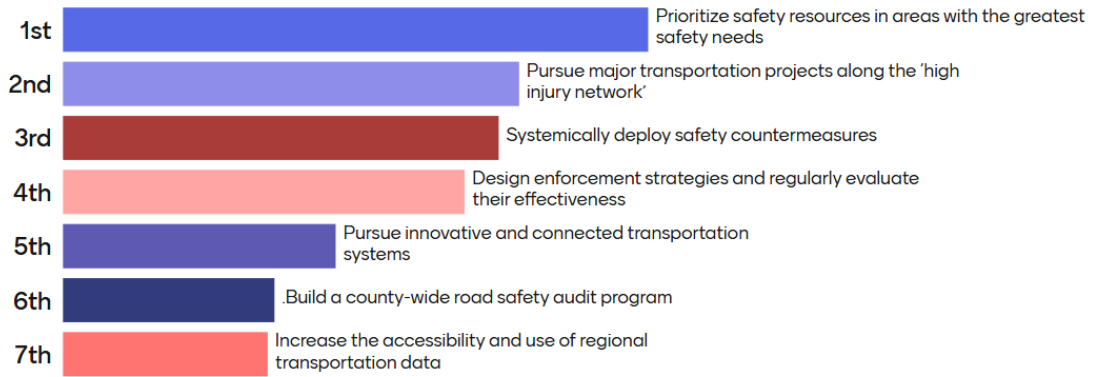 1st
Prioritize safety resources in areas with the greatest
safety needs
2nd
Pursue major transportation projects along the 'high
injury network'
3rd
Systemically deploy safety countermeasures
4th
Design enforcement strategies and regularly evaluate
their effectiveness
5th
Pursue innovative and connected transportation
systems
6th
.Build a county-wide road safety audit program
7th
Increase the accessibility and use of regional
transportation data